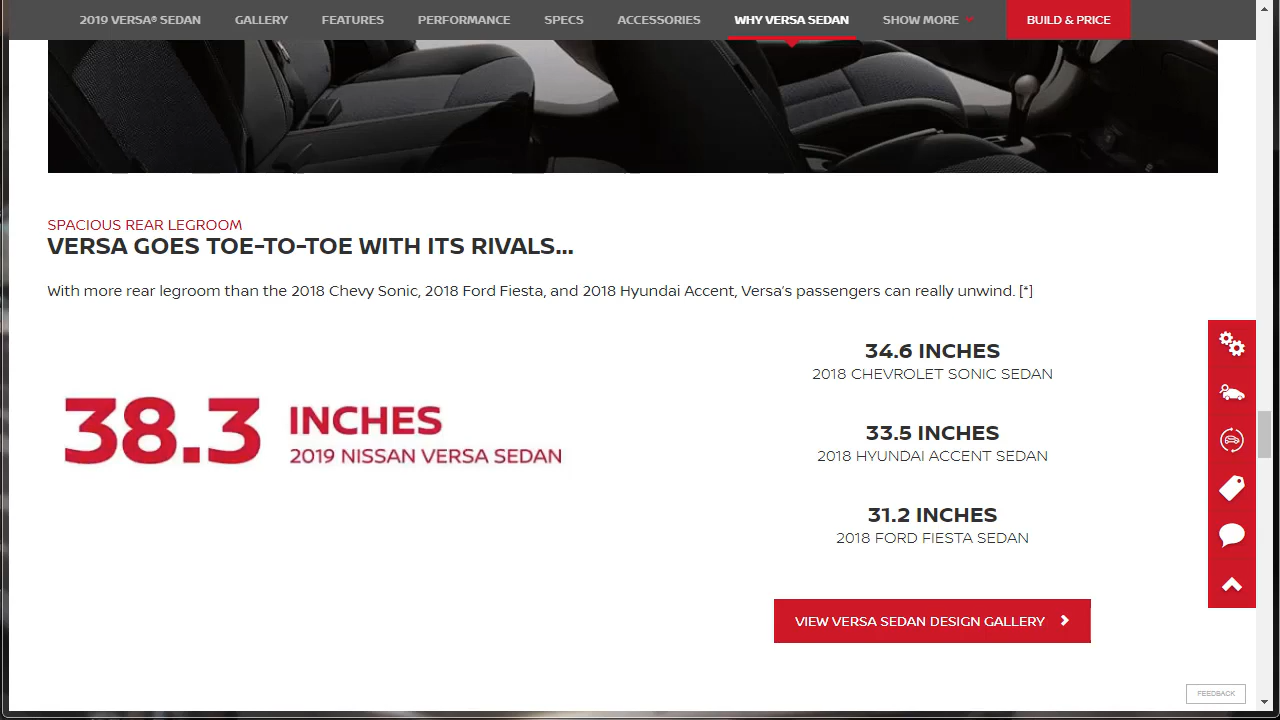 2019 VERSA® SEDAN GALLERY FEATURES PERFORMANCE SPECS ACCESSORIES WHY VERSA SEDAN SHOW MORE BUILD & PRICE
SPACIOUS REAR LEGROOM
VERSA GOES TOE-TO-TOE WITH ITS RIVALS...
With more rear legroom than the 2018 Chevy Sonic, 2018 Ford Fiesta, and 2018 Hyundai Accent, Versa's passengers can really unwind. [*]
38.3 INCHES
2019 NISSAN VERSA SEDAN
34.6 INCHES
2018 CHEVROLET SONIC SEDAN
33.5 INCHES
2018 HYUNDAI ACCENT SEDAN
31.2 INCHES
2018 FORD FIESTA SEDAN
VIEW VERSA SEDAN DESIGN GALLERY
FEEDBACK